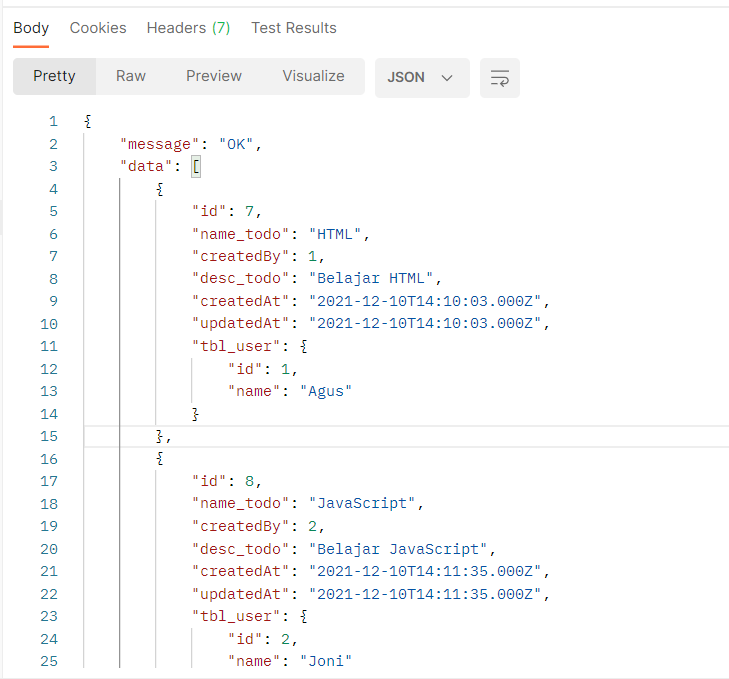 Body Cookies Headers (7) Test Results
Pretty Raw Preview Visualize JSON
1 {
2 "message": "OK",
3 "data": [
4 {
5 "id": 7,
6 "name_todo": "HTML",
7 "createdBy": 1,
8 "desc_todo": "Belajar HTML",
9 "createdAt": "2021-12-10T14:10:03.000Z",
10 "updatedAt": "2021-12-10T14:10:03.000Z",
11 "tbl_user": {
12 "id": 1,
13 "name": "Agus"
14 }
15 },
16 {
17 "id": 8,
18 "name_todo": "JavaScript",
19 "createdBy": 2,
20 "desc_todo": "Belajar JavaScript",
21 "createdAt": "2021-12-10T14:11:35.000Z",
22 "updatedAt": "2021-12-10T14:11:35.000Z",
23 "tbl_user": {
24 "id": 2,
25 "name": "Joni"